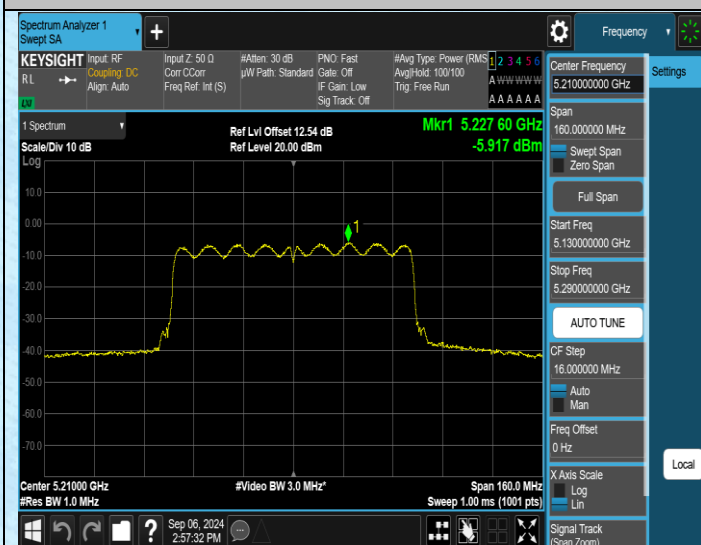 Spectrum Analyzer 1
Swept SA
Frequency
KEYSIGHT
RL
LXI
Input: RF
Coupling: DC
Align: Auto
Input Z: 50 Ω
Corr CCorr
Freq Ref: Int (S)
#Atten: 30 dB
µW Path: Standard
PNO: Fast
Gate: Off
IF Gain: Low
Sig Track: Off
#Avg Type: Power (RMS
Avg|Hold: 100/100
Trig: Free Run
1 2 3 4 5 6
A W W W W W
A A A A A A
1 Spectrum
Scale/Div 10 dB
Ref Lvl Offset 12.54 dB
Ref Level 20.00 dBm
Mkr1 5.227 60 GHz
-5.917 dBm
Log
10.0
0.00
-10.0
-20.0
-30.0
-40.0
-50.0
-60.0
-70.0
1
Center 5.21000 GHz
#Res BW 1.0 MHz
#Video BW 3.0 MHz*
Span 160.0 MHz
Sweep 1.00 ms (1001 pts)
Center Frequency
5.210000000 GHz
Settings
Span
160.000000 MHz
Swept Span
Zero Span
Full Span
Start Freq
5.130000000 GHz
Stop Freq
5.290000000 GHz
AUTO TUNE
CF Step
16.000000 MHz
Auto
Man
Freq Offset
0 Hz
X Axis Scale
Log
Lin
Local
Signal Track
(Span Zoom)
?
Sep 06, 2024
2:57:32 PM